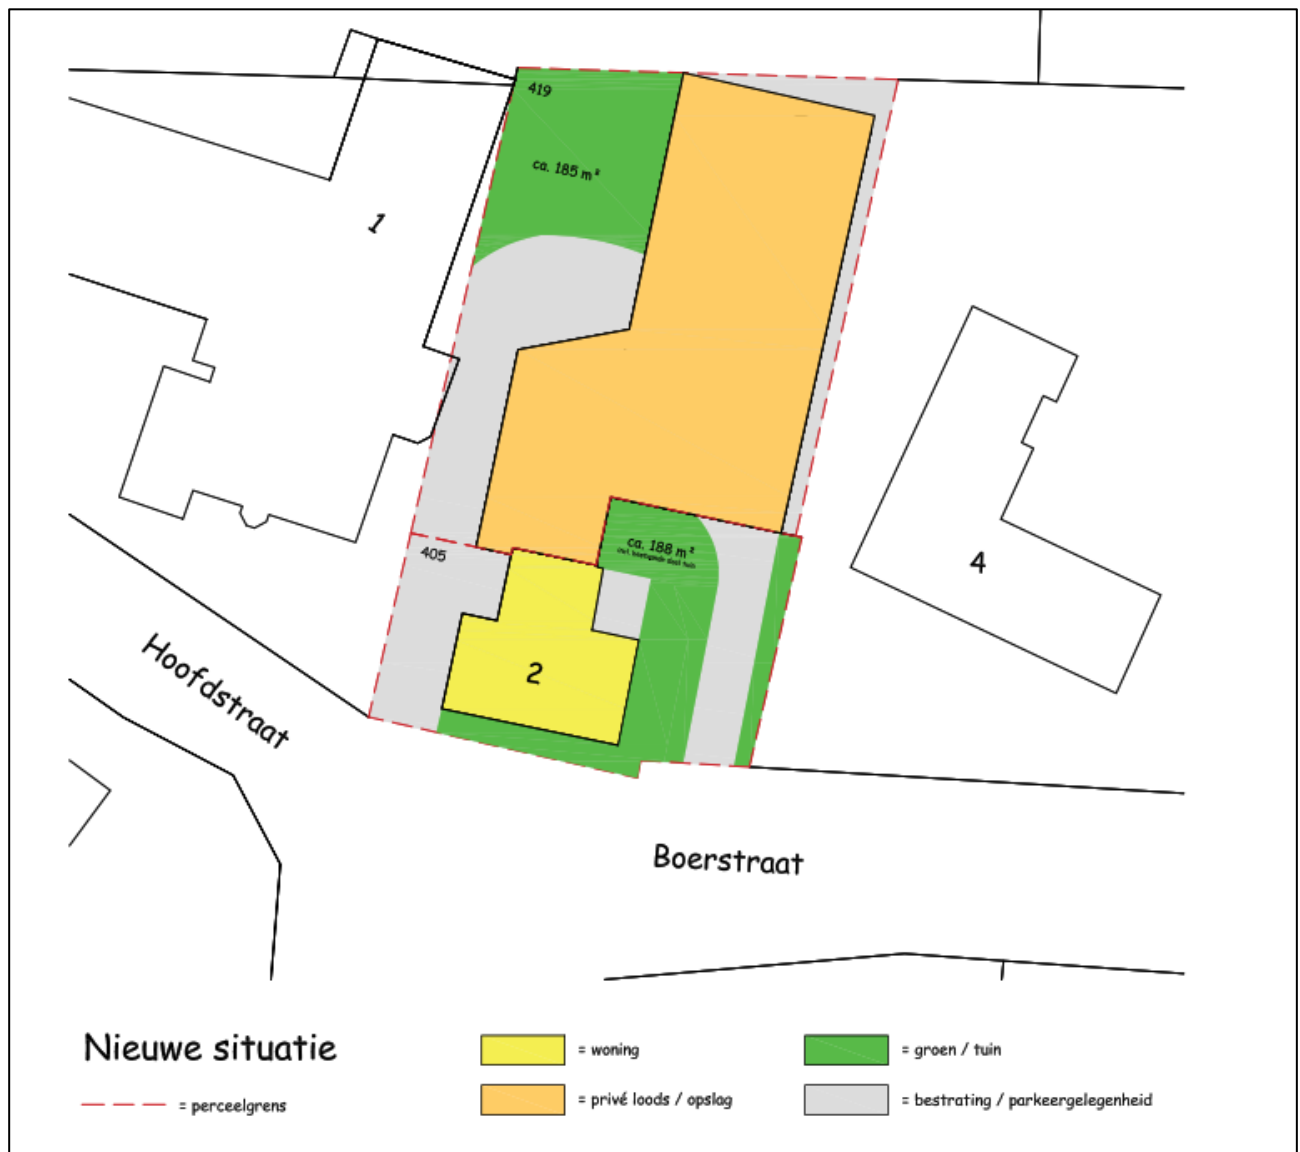 419
ca. 185 m²
1
ca. 188 m²
405
4
2
Hoofdstraat
Boerstraat
Nieuwe situatie
= woning
= groen / tuin
= perceelgrens
= privé loods / opslag
= bestrating / parkeergelegenheid